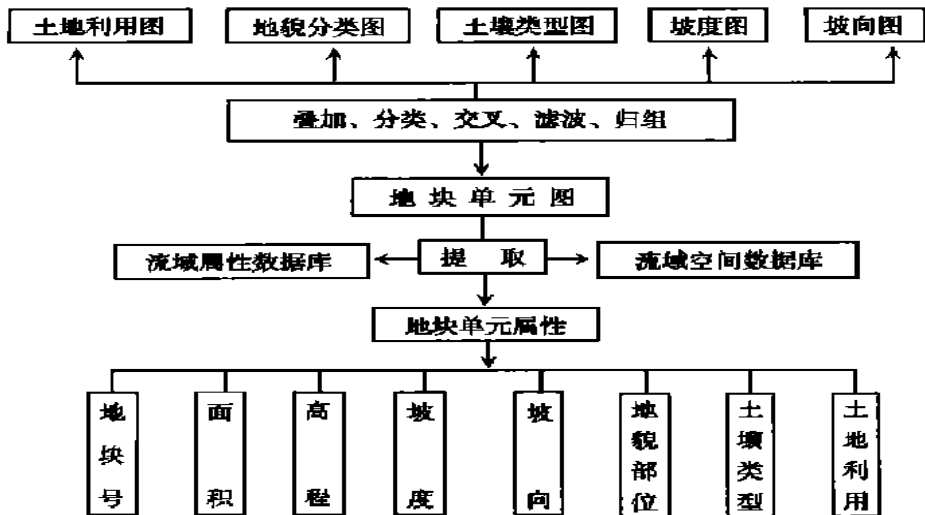 土地利用图
地貌分类图
土壤类型图
坡度图
坡向图
叠加、分类、交叉、滤波、归组
地块单元图
流域属性数据库
提取
流域空间数据库
地块单元属性
地块号
面积
高程
坡度
坡向
地貌部位
土壤类型
土地利用